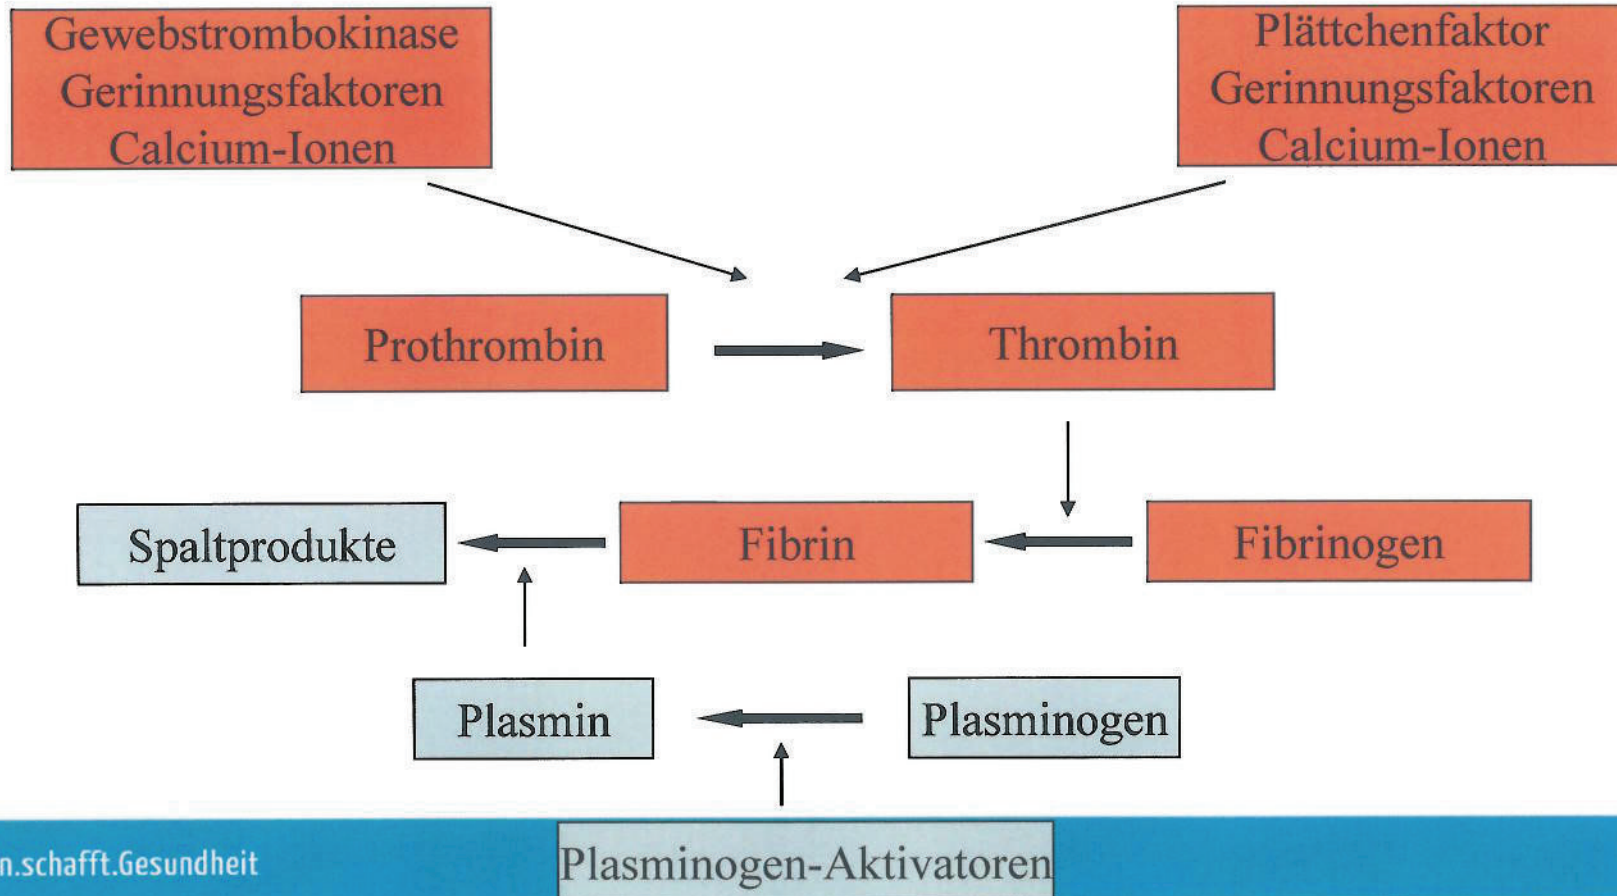 Gewebstrombokinase
Gerinnungsfaktoren
Calcium-Ionen
Plättchenfaktor
Gerinnungsfaktoren
Calcium-Ionen
Prothrombin
Thrombin
Spaltprodukte
Fibrin
Fibrinogen
Plasmin
Plasminogen
Plasminogen-Aktivatoren
n.schafft.Gesundheit